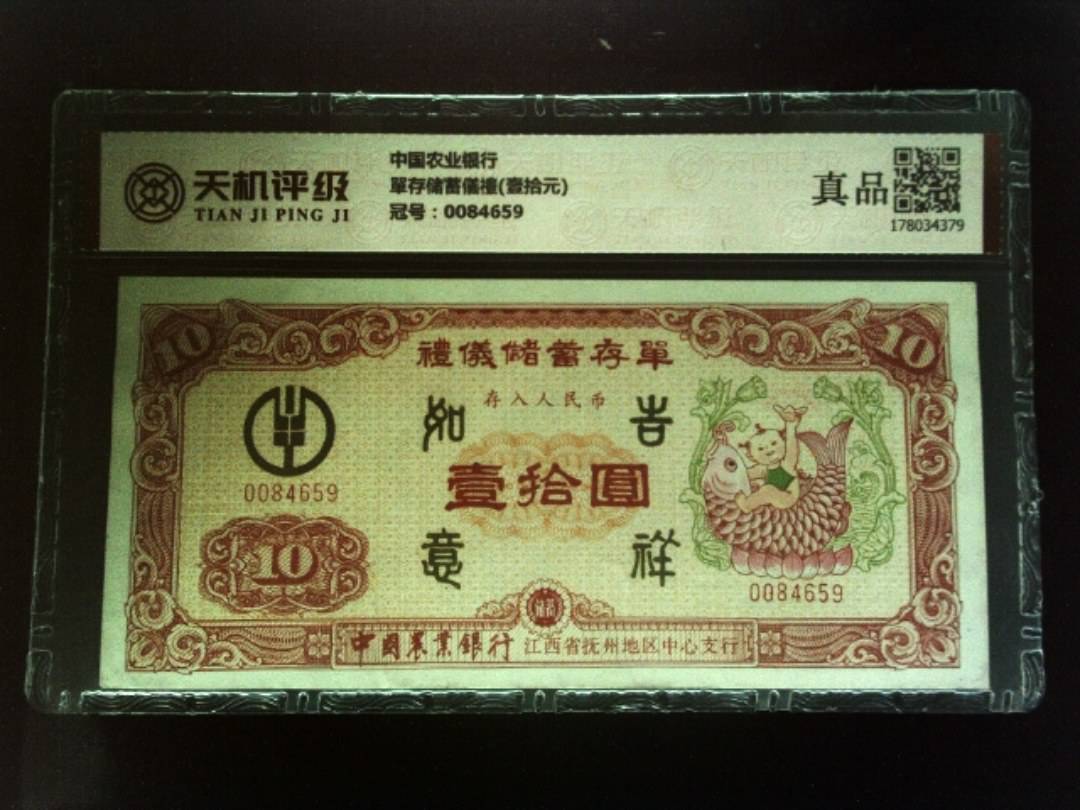 天机评级
TIAN JI PING JI
中国农业银行
單存储蓄儀禮(壹拾元)
冠号：0084659
真品
178034379
10
10
禮儀儲蓄存單
存入人民币
如 吉
壹拾圓
意 祥
0084659
10
0084659
中國農業銀行 江西省抚州地区中心支行